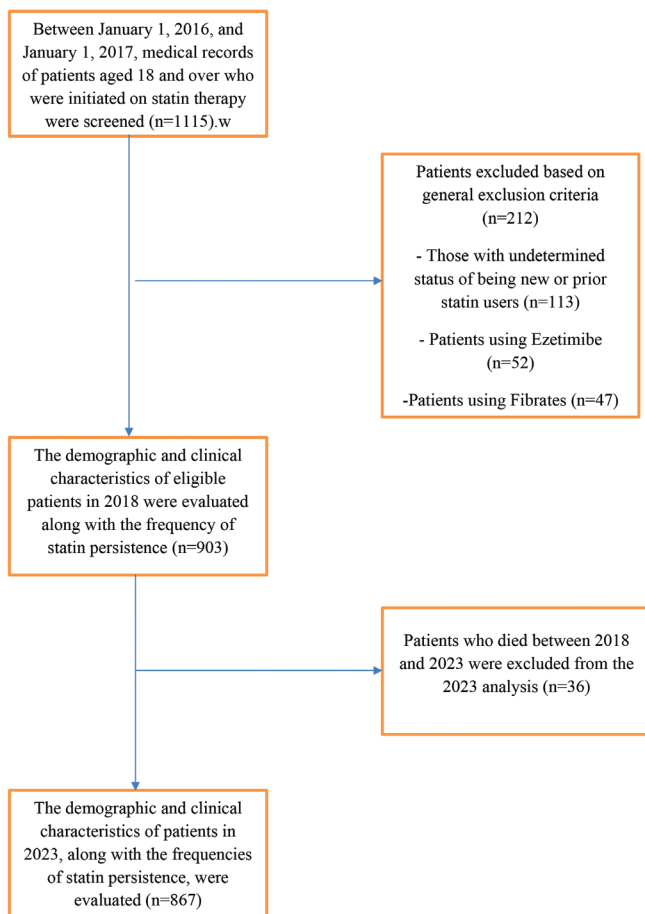 Between January 1, 2016, and
January 1, 2017, medical records
of patients aged 18 and over who
were initiated on statin therapy
were screened (n=1115).w
Patients excluded based on
general exclusion criteria
(n=212)
- Those with undetermined
status of being new or prior
statin users (n=113)
- Patients using Ezetimibe
(n=52)
-Patients using Fibrates (n=47)
The demographic and clinical
characteristics of eligible
patients in 2018 were evaluated
along with the frequency of
statin persistence (n=903)
Patients who died between 2018
and 2023 were excluded from the
2023 analysis (n=36)
The demographic and clinical
characteristics of patients in
2023, along with the frequencies
of statin persistence, were
evaluated (n=867)